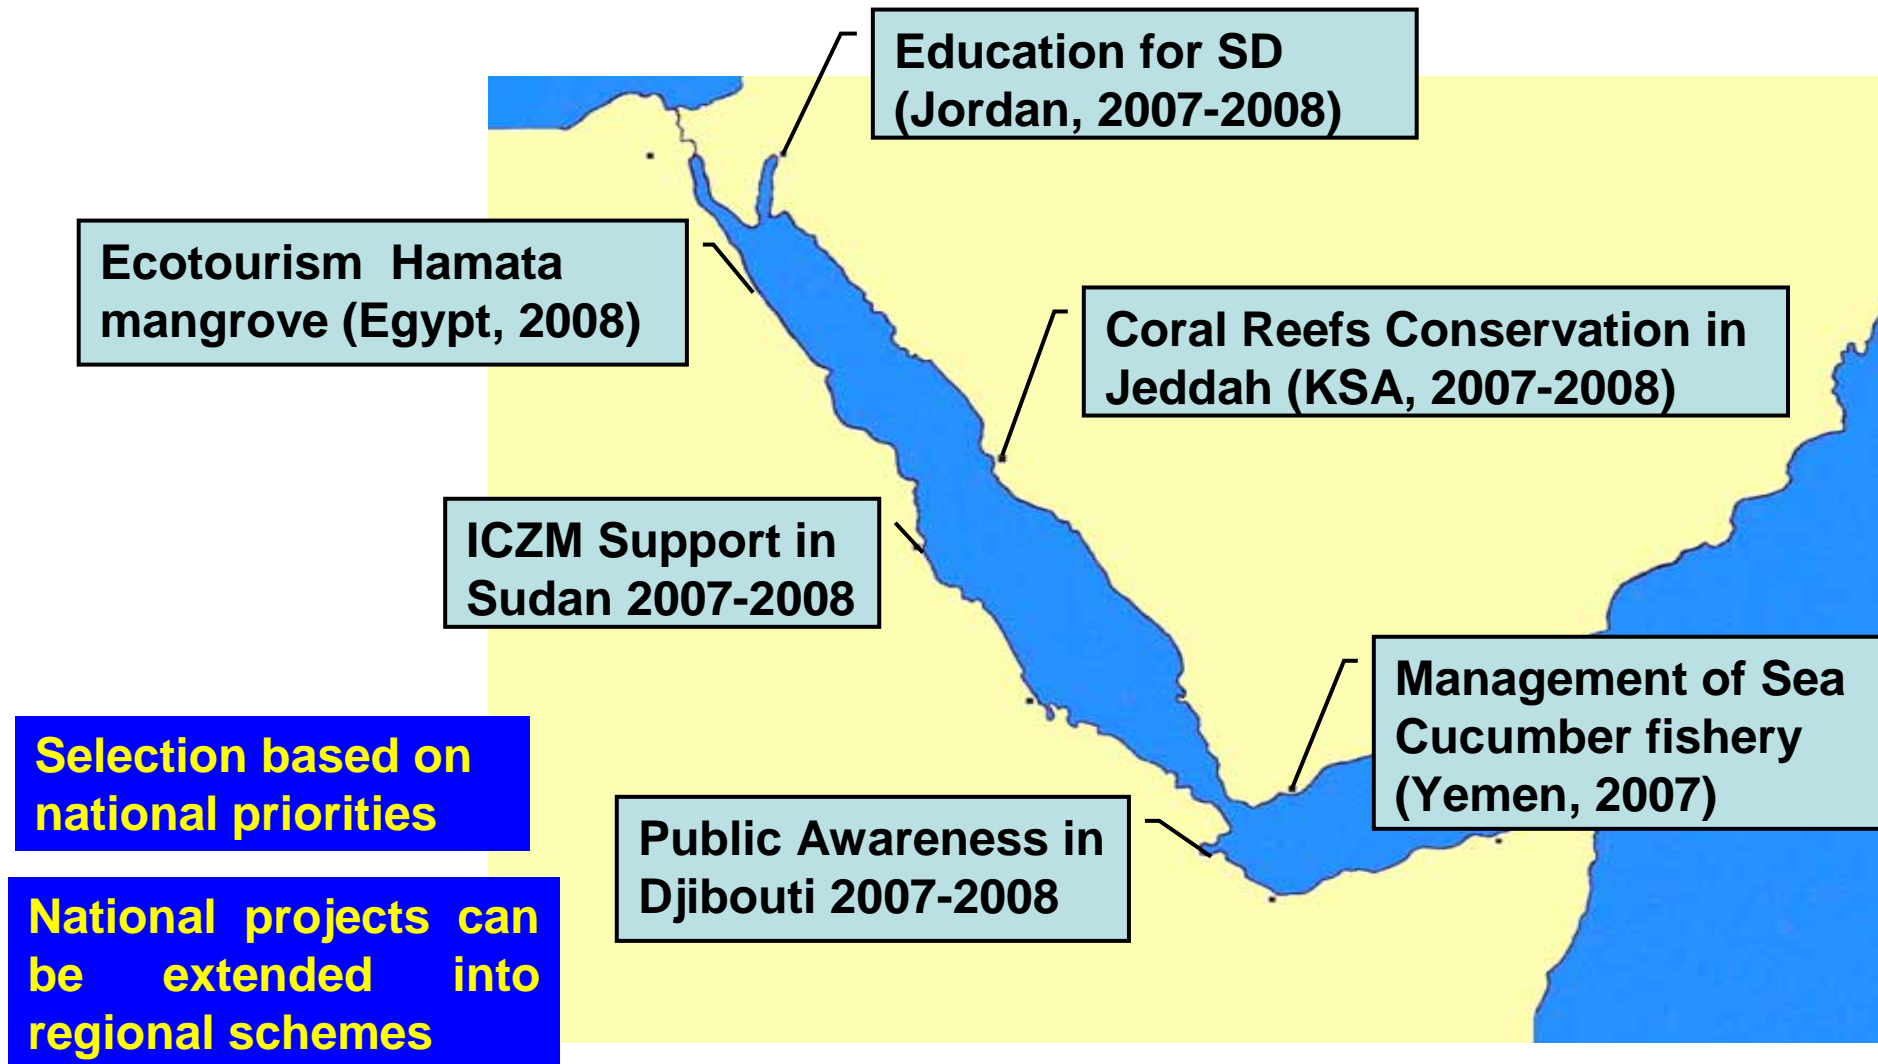 Education for SD
(Jordan, 2007-2008)
Ecotourism Hamata
mangrove (Egypt, 2008)
Coral Reefs Conservation in
Jeddah (KSA, 2007-2008)
ICZM Support in
Sudan 2007-2008
Management of Sea
Cucumber fishery
(Yemen, 2007)
Selection based on
national priorities
Public Awareness in
Djibouti 2007-2008
National projects can
be extended into
regional schemes